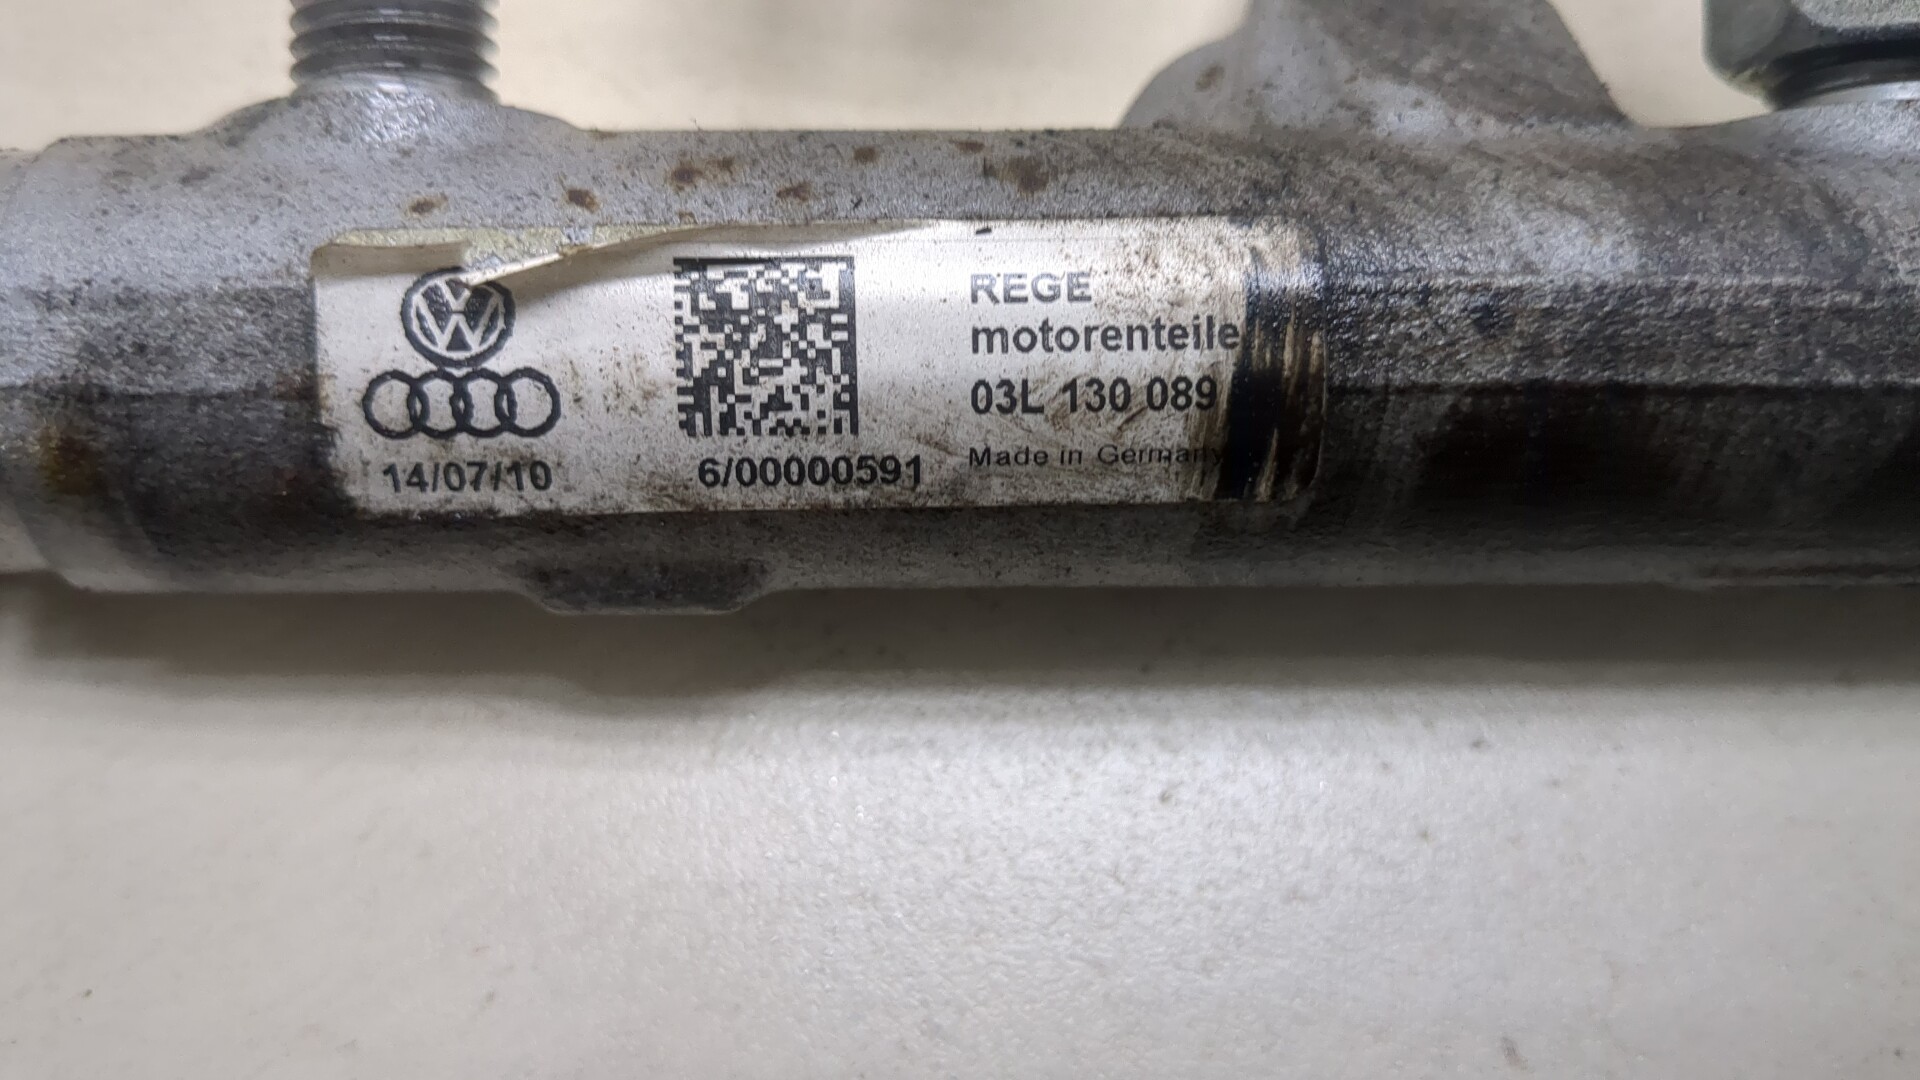 REGE
motorenteile
03L 130 089
Made in Germany
14/07/10
6/00000591